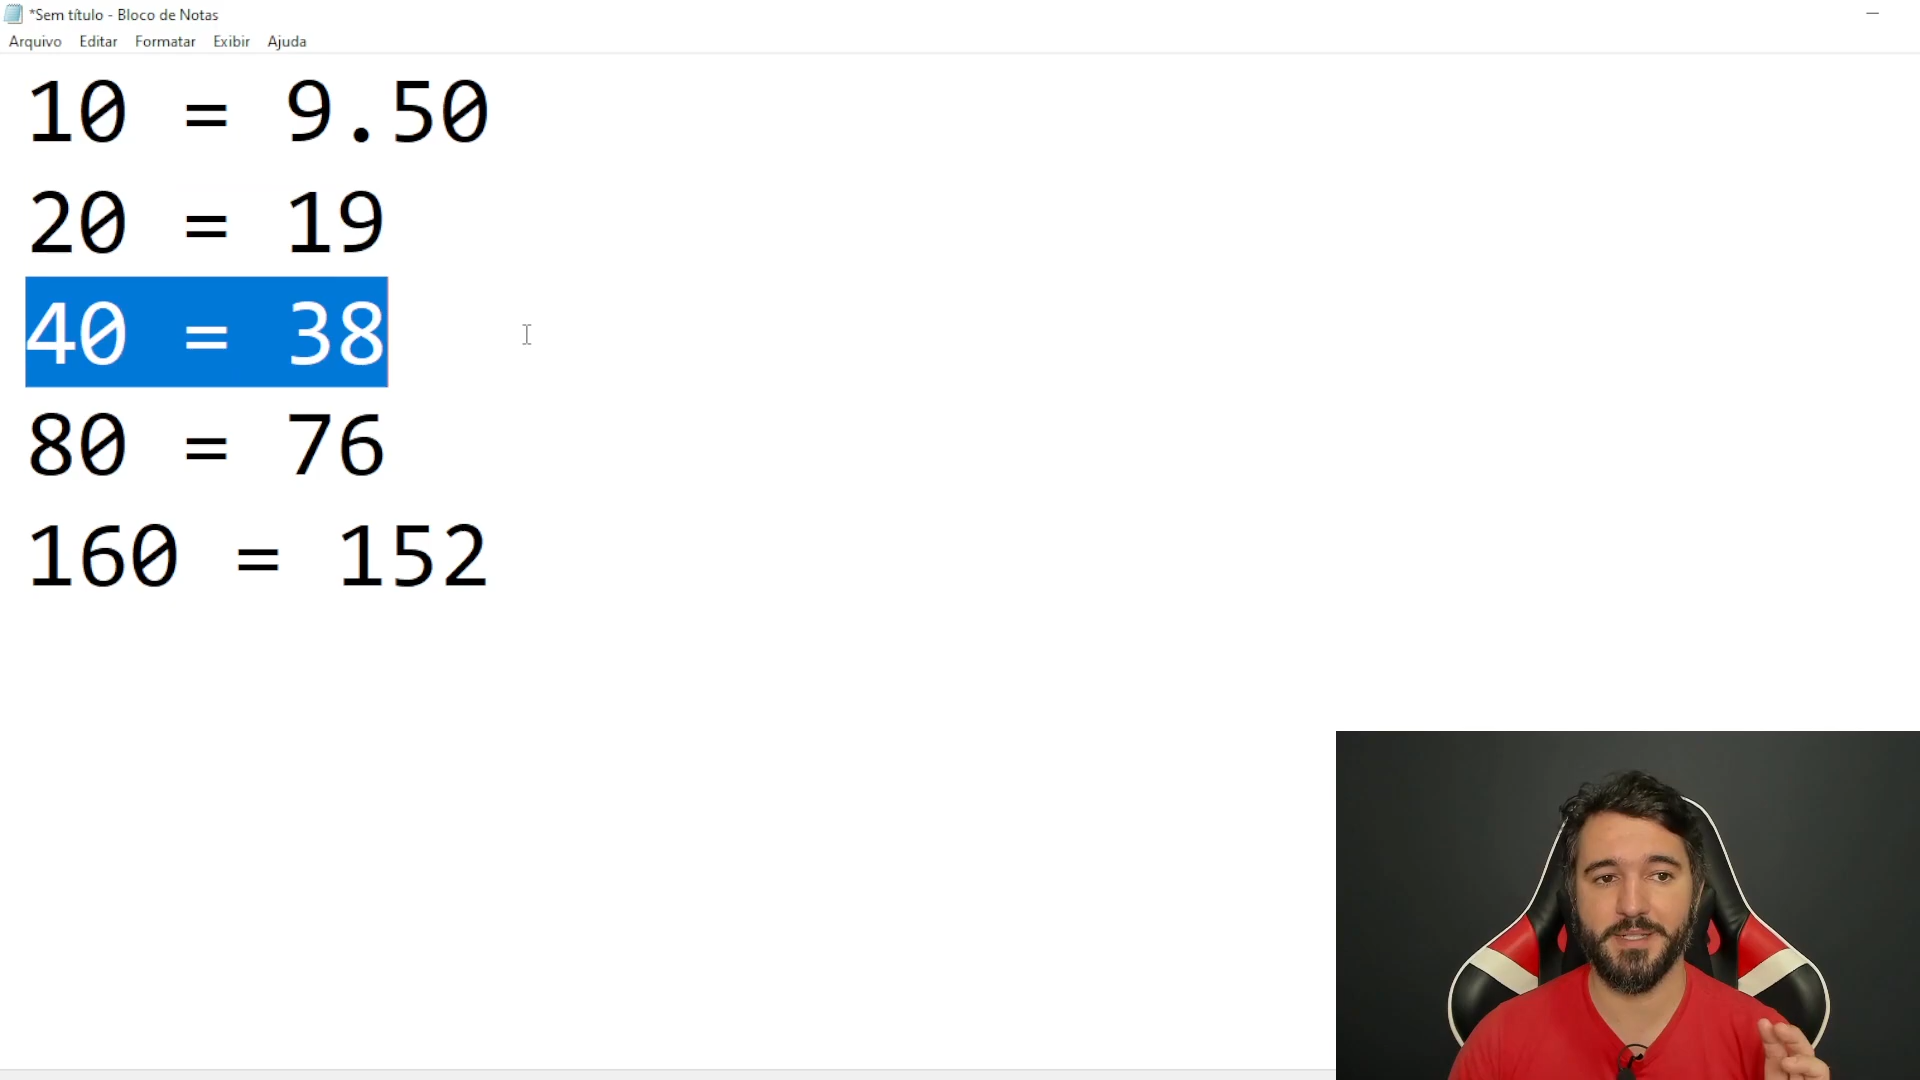 *Sem título - Bloco de Notas
Arquivo Editar Formatar Exibir Ajuda
10 = 9.50
20 = 19
40 = 38
80 = 76
160 = 152